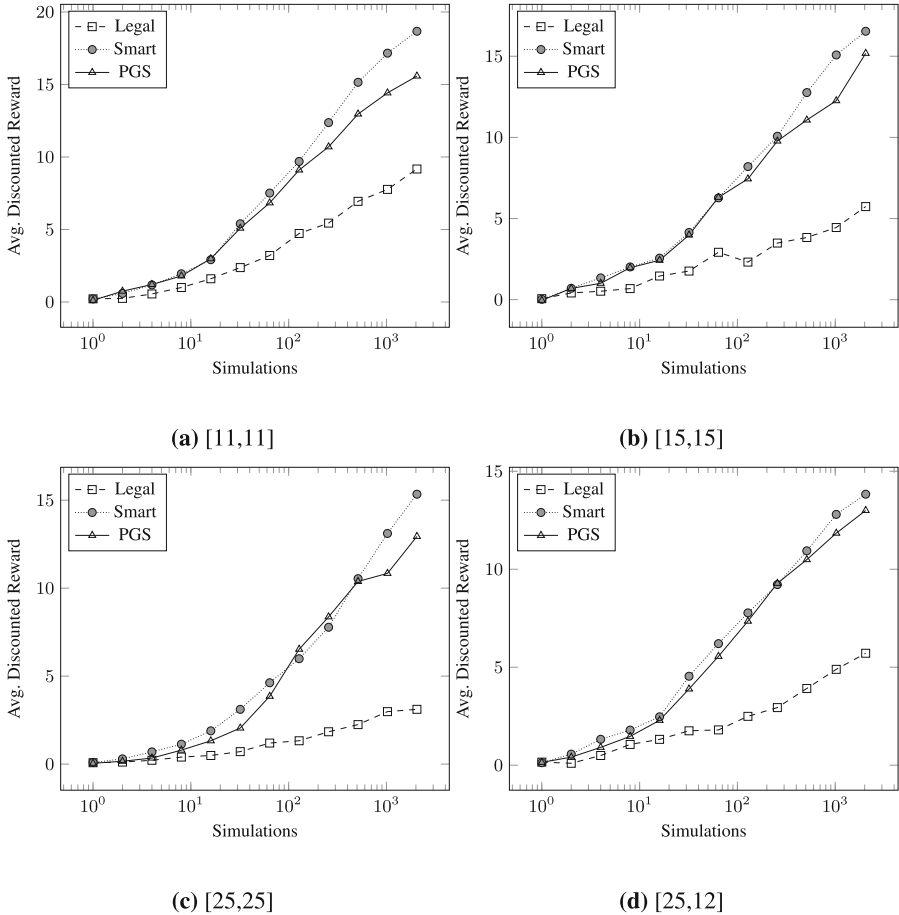 20
15
10
5
0
Avg. Discounted Reward
Legal
Smart
PGS
10^0
10^1
10^2
10^3
Simulations
(a) [11,11]
15
10
5
0
Avg. Discounted Reward
Legal
Smart
PGS
10^0
10^1
10^2
10^3
Simulations
(b) [15,15]
15
10
5
0
Avg. Discounted Reward
Legal
Smart
PGS
10^0
10^1
10^2
10^3
Simulations
(c) [25,25]
15
10
5
0
Avg. Discounted Reward
Legal
Smart
PGS
10^0
10^1
10^2
10^3
Simulations
(d) [25,12]